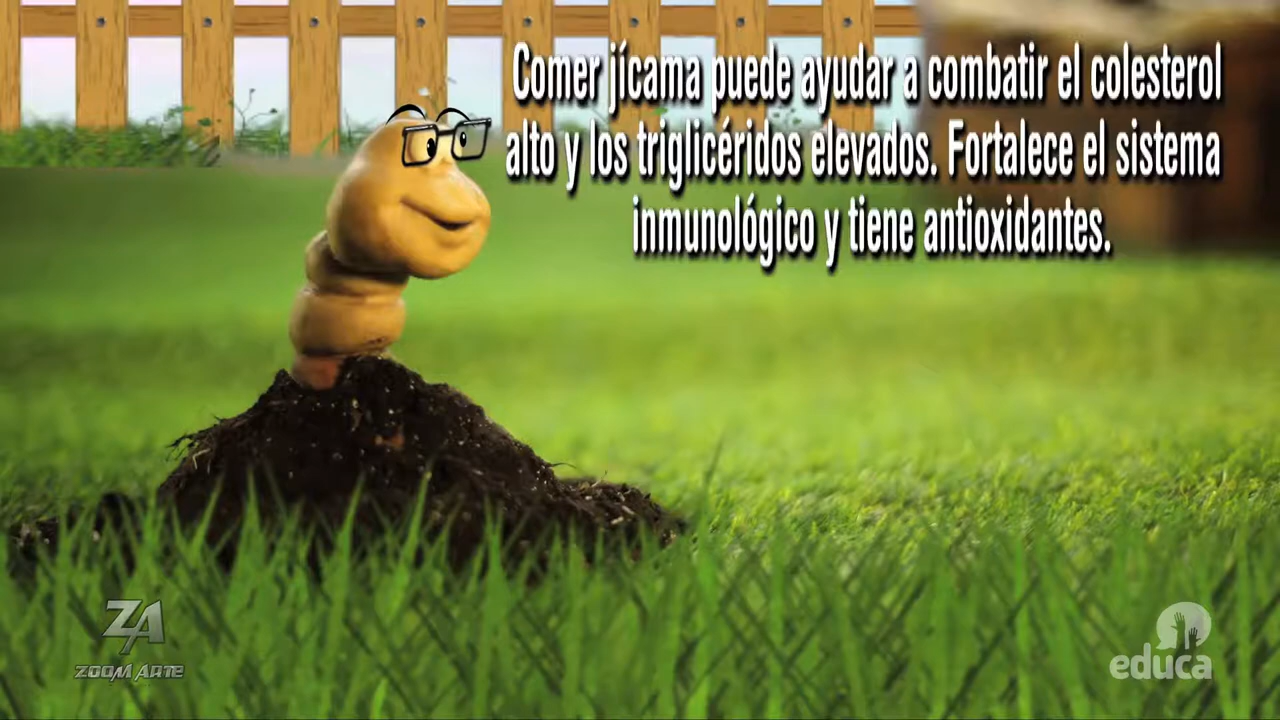 Comer jícama puede ayudar a combatir el colesterol
alto y los triglicéridos elevados. Fortalece el sistema
inmunológico y tiene antioxidantes.
ZA
ZOOM ARTE
educa